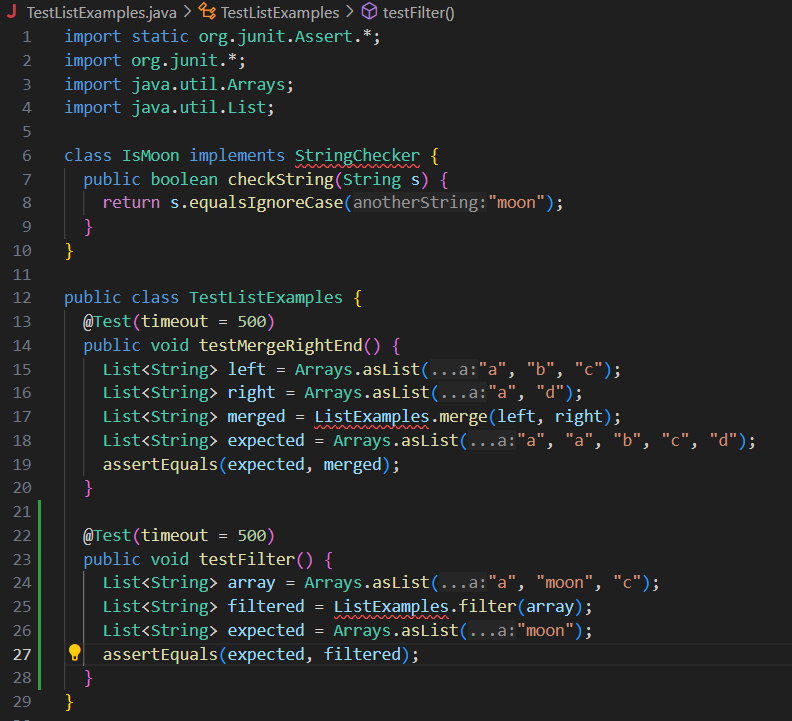 J TestListExamples.java > TestListExamples > testFilter()
1 import static org.junit.Assert.*;
2 import org.junit.*;
3 import java.util.Arrays;
4 import java.util.List;
5
6 class IsMoon implements StringChecker {
7   public boolean checkString(String s) {
8     return s.equalsIgnoreCase(anotherString:"moon");
9   }
10 }
11
12 public class TestListExamples {
13   @Test(timeout = 500)
14   public void testMergeRightEnd() {
15     List<String> left = Arrays.asList(...a:"a", "b", "c");
16     List<String> right = Arrays.asList(...a:"a", "d");
17     List<String> merged = ListExamples.merge(left, right);
18     List<String> expected = Arrays.asList(...a:"a", "a", "b", "c", "d");
19     assertEquals(expected, merged);
20   }
21
22   @Test(timeout = 500)
23   public void testFilter() {
24     List<String> array = Arrays.asList(...a:"a", "moon", "c");
25     List<String> filtered = ListExamples.filter(array);
26     List<String> expected = Arrays.asList(...a:"moon");
27     assertEquals(expected, filtered);
28   }
29 }